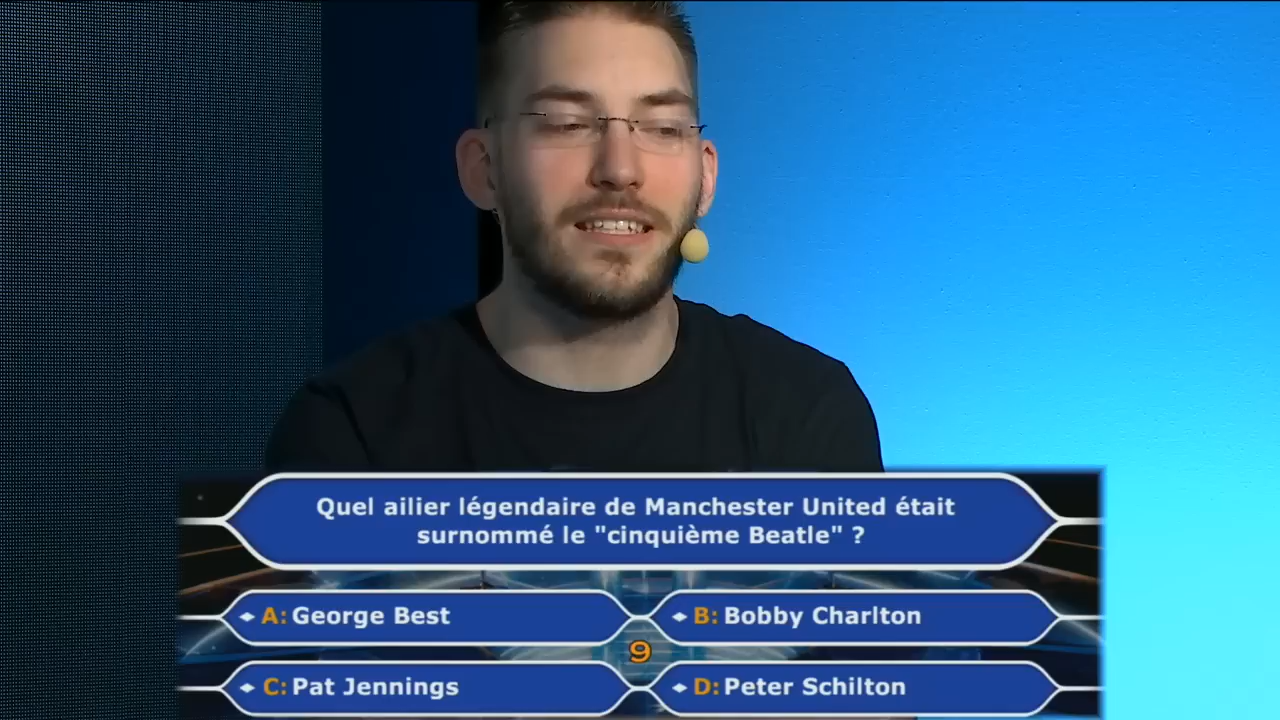 Quel ailier légendaire de Manchester United était
surnommé le "cinquième Beatle" ?
A: George Best
B: Bobby Charlton
9
C: Pat Jennings
D: Peter Schilton